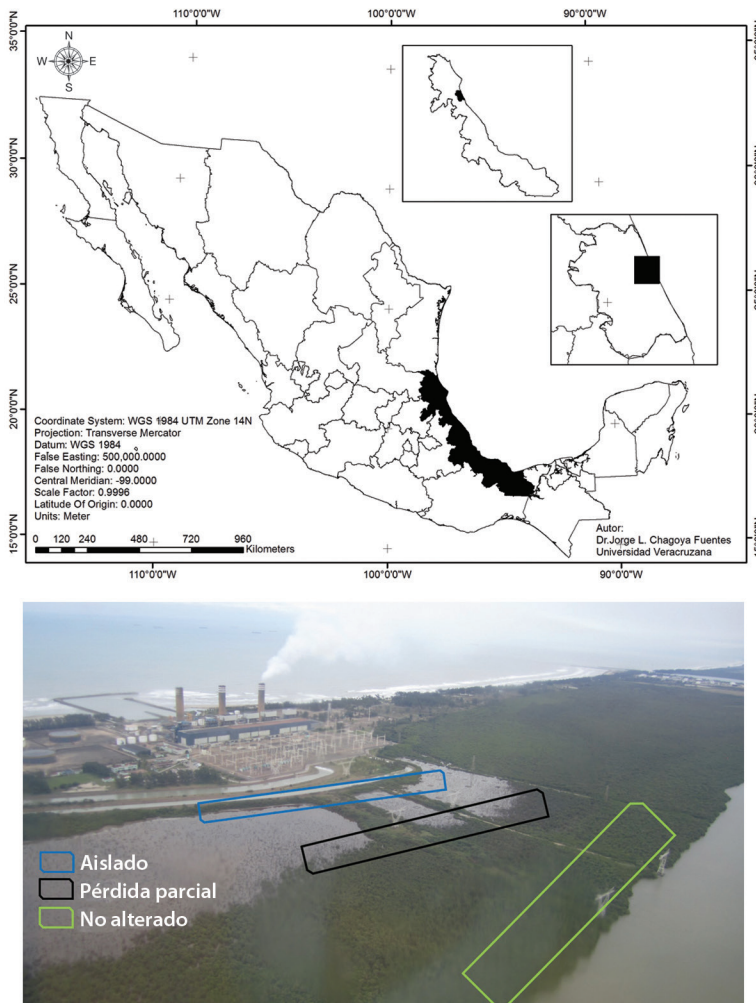 110°0'0"W 100°0'0"W 90°0'0"W
N
W E
S
35°0'0"N
30°0'0"N
25°0'0"N
20°0'0"N
15°0'0"N
Coordinate System: WGS 1984 UTM Zone 14N
Projection: Transverse Mercator
Datum: WGS 1984
False Easting: 500,000.0000
False Northing: 0.0000
Central Meridian: -99.0000
Scale Factor: 0.9996
Latitude Of Origin: 0.0000
Units: Meter
0 120 240 480 720 960
Kilometers
Autor:
Dr.Jorge L. Chagoya Fuentes
Universidad Veracruzana
110°0'0"W 100°0'0"W 90°0'0"W
Aislado
Pérdida parcial
No alterado